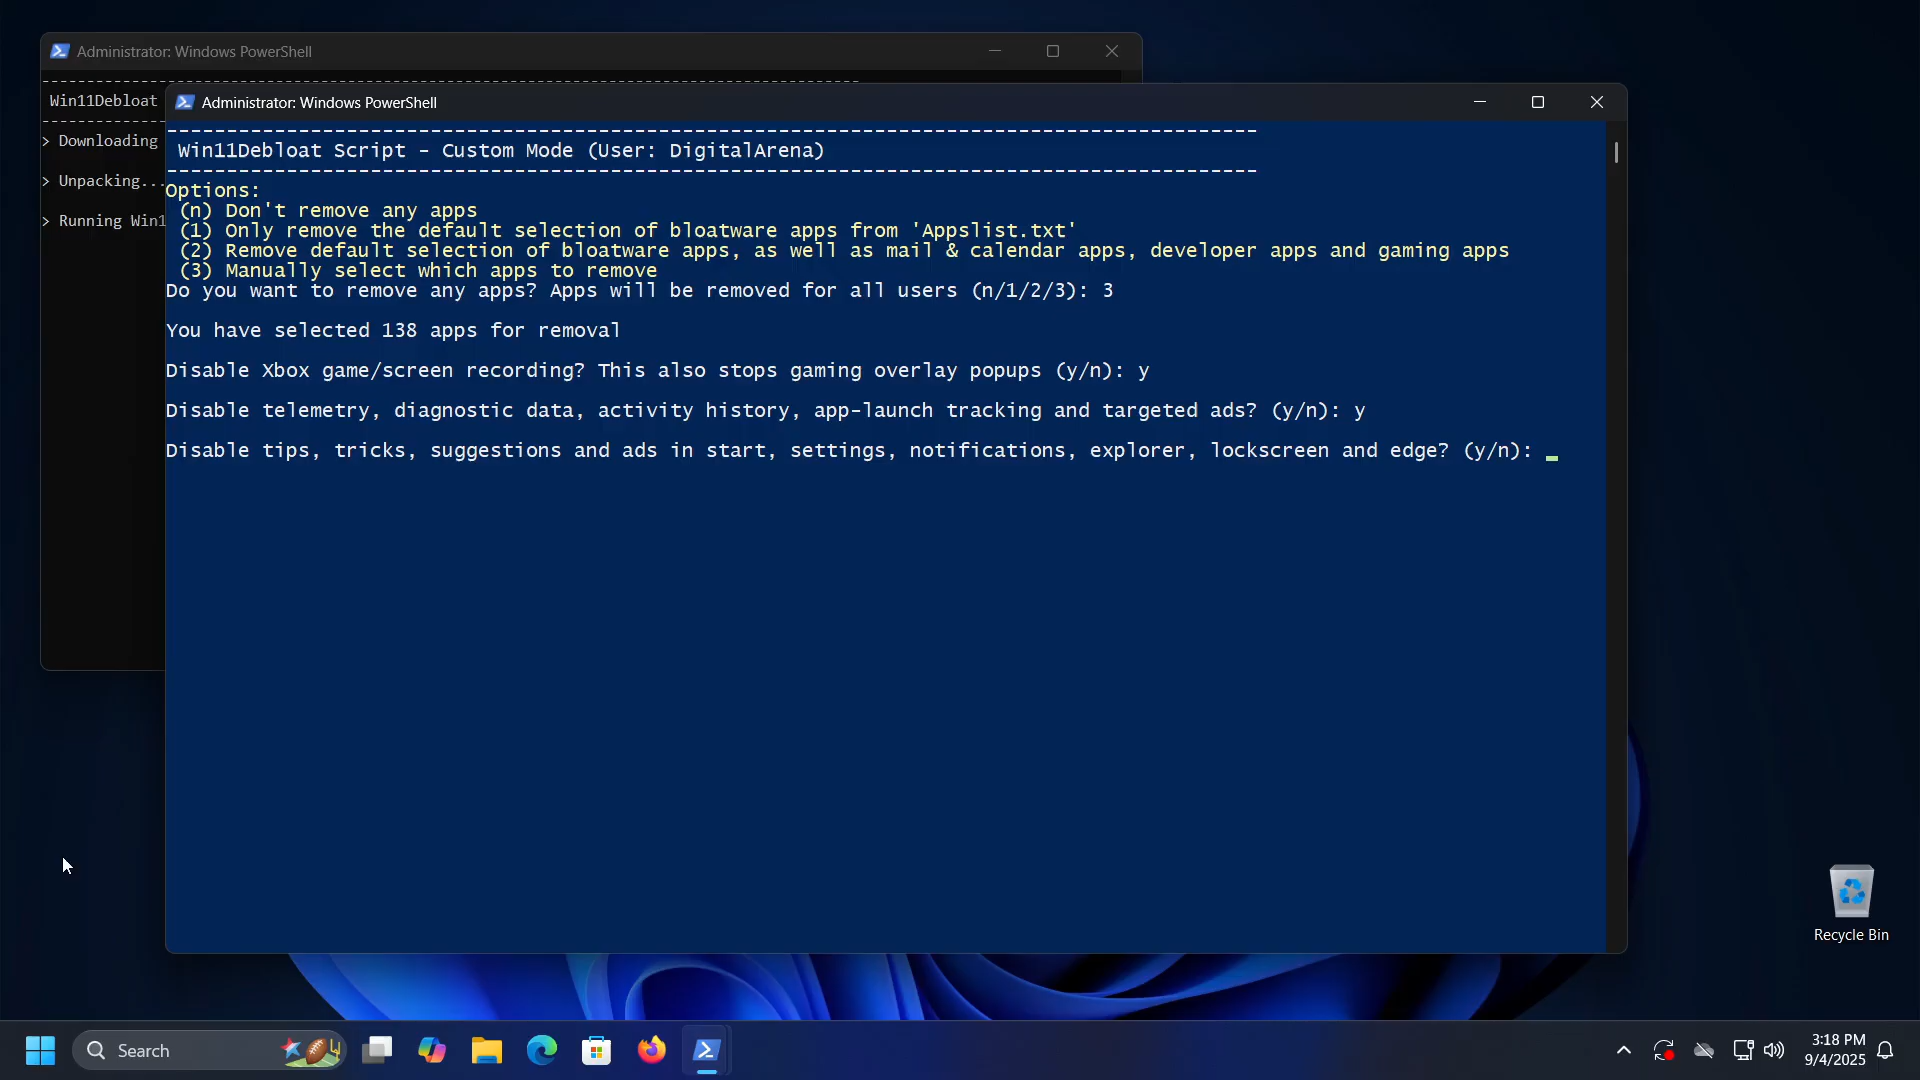 Administrator: Windows PowerShell
Win11Debloat
> Downloading
> Unpacking...
> Running Win1
Administrator: Windows PowerShell
-------------------------------------------------------------------------------------------
Win11Debloat Script - Custom Mode (User: DigitalArena)
-------------------------------------------------------------------------------------------
Options:
(n) Don't remove any apps
(1) Only remove the default selection of bloatware apps from 'Appslist.txt'
(2) Remove default selection of bloatware apps, as well as mail & calendar apps, developer apps and gaming apps
(3) Manually select which apps to remove
Do you want to remove any apps? Apps will be removed for all users (n/1/2/3): 3
You have selected 138 apps for removal
Disable Xbox game/screen recording? This also stops gaming overlay popups (y/n): y
Disable telemetry, diagnostic data, activity history, app-launch tracking and targeted ads? (y/n): y
Disable tips, tricks, suggestions and ads in start, settings, notifications, explorer, lockscreen and edge? (y/n):
Recycle Bin
Search
3:18 PM
9/4/2025